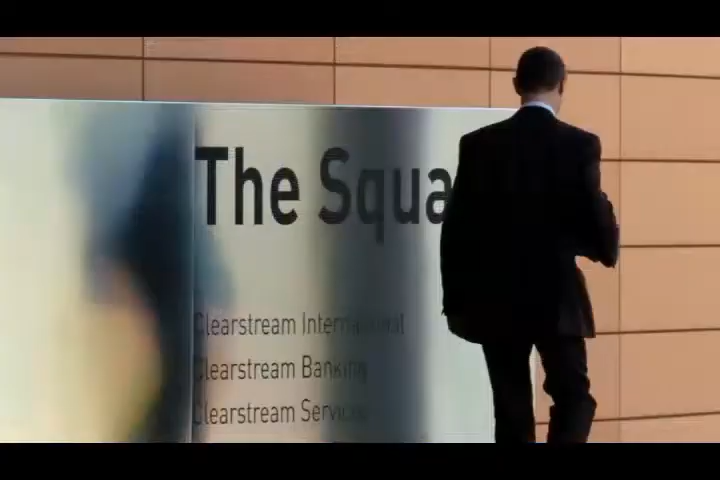 The Squa
Clearstream International
Clearstream Banking
Clearstream Services